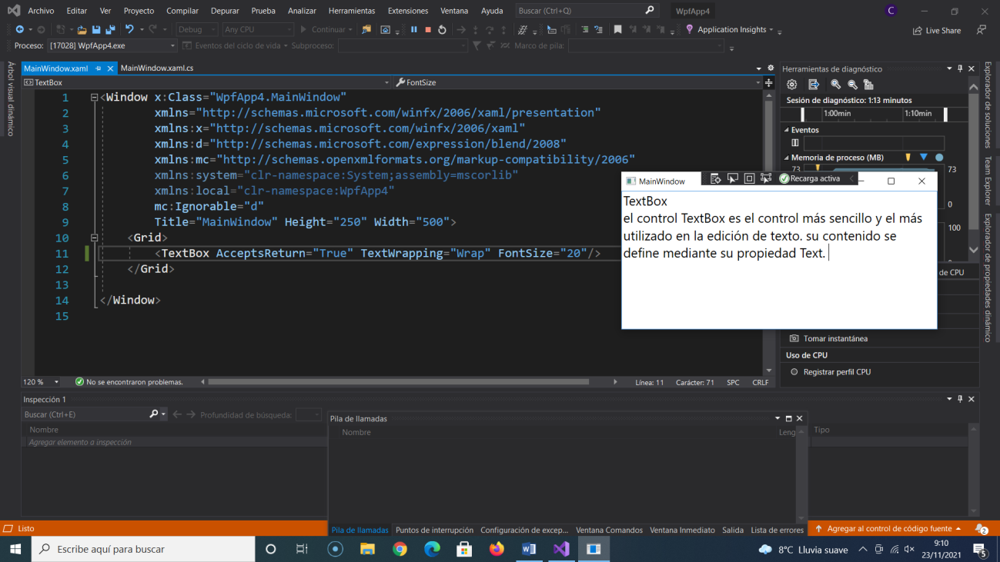 Archivo Editar Ver Proyecto Compilar Depurar Prueba Analizar Herramientas Extensiones Ventana Ayuda Buscar (Ctrl+Q) WpfApp4 C
Debug Any CPU Continuar Application Insights Live Share
Proceso: [17028] WpfApp4.exe Eventos del ciclo de vida Subproceso: Marco de pila:
Árbol visual dinámico
MainWindow.xaml MainWindow.xaml.cs
TextBox FontSize
1 <Window x:Class="WpfApp4.MainWindow"
2 xmlns="http://schemas.microsoft.com/winfx/2006/xaml/presentation"
3 xmlns:x="http://schemas.microsoft.com/winfx/2006/xaml"
4 xmlns:d="http://schemas.microsoft.com/expression/blend/2008"
5 xmlns:mc="http://schemas.openxmlformats.org/markup-compatibility/2006"
6 xmlns:system="clr-namespace:System;assembly=mscorlib"
7 xmlns:local="clr-namespace:WpfApp4"
8 mc:Ignorable="d"
9 Title="MainWindow" Height="250" Width="500">
10 <Grid>
11 <TextBox AcceptsReturn="True" TextWrapping="Wrap" FontSize="20"/>
12 </Grid>
13
14 </Window>
15
120 % No se encontraron problemas. Línea: 11 Carácter: 71 SPC CRLF
MainWindow Recarga activa
TextBox
el control TextBox es el control más sencillo y el más
utilizado en la edición de texto. su contenido se
define mediante su propiedad Text.
Herramientas de diagnóstico
Sesión de diagnóstico: 1:13 minutos
1:00min 1:10min
Eventos
Memoria de proceso (MB)
73 73
0
100
de CPU
Tomar instantánea
Uso de CPU
Registrar perfil CPU
Explorador de soluciones
Team Explorer
Explorador de propiedades dinámico
Inspección 1
Buscar (Ctrl+E) Profundidad de búsqueda:
Nombre Tipo
Agregar elemento a inspección
Pila de llamadas
Nombre Leng
Pila de llamadas Puntos de interrupción Configuración de excep... Ventana Comandos Ventana Inmediato Salida Lista de errores
Listo Agregar al control de código fuente 2
Escribe aquí para buscar 8°C Lluvia suave 9:10
23/11/2021 5